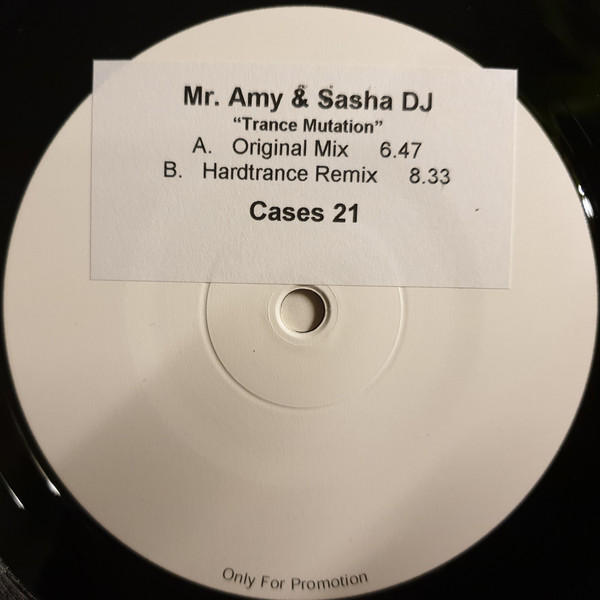 Mr. Amy & Sasha DJ
“Trance Mutation”
A. Original Mix 6.47
B. Hardtrance Remix 8.33
Cases 21
Only For Promotion